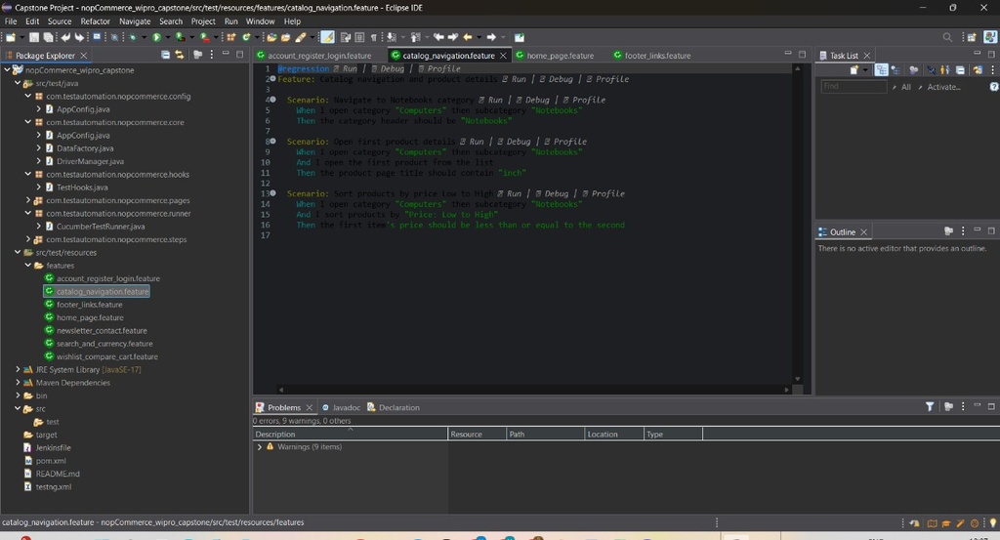 Capstone Project - nopCommerce_wipro_capstone/src/test/resources/features/catalog_navigation.feature - Eclipse IDE
File Edit Source Refactor Navigate Search Project Run Window Help
Package Explorer
nopCommerce_wipro_capstone
src/test/java
com.testautomation.nopcommerce.config
AppConfig.java
com.testautomation.nopcommerce.core
AppConfig.java
DataFactory.java
DriverManager.java
com.testautomation.nopcommerce.hooks
TestHooks.java
com.testautomation.nopcommerce.pages
com.testautomation.nopcommerce.runner
CucumberTestRunner.java
com.testautomation.nopcommerce.steps
src/test/resources
features
account_register_login.feature
catalog_navigation.feature
footer_links.feature
home_page.feature
newsletter_contact.feature
search_and_currency.feature
wishlist_compare_cart.feature
JRE System Library [JavaSE-17]
Maven Dependencies
bin
src
test
target
Jenkinsfile
pom.xml
README.md
testng.xml
account_register_login.feature catalog_navigation.feature home_page.feature footer_links.feature
1 @regression Run | Debug | Profile
2 Feature: Catalog navigation and product details Run | Debug | Profile
3
4 Scenario: Navigate to Notebooks category Run | Debug | Profile
5 When I open category "Computers" then subcategory "Notebooks"
6 Then the category header should be "Notebooks"
7
8 Scenario: Open first product details Run | Debug | Profile
9 When I open category "Computers" then subcategory "Notebooks"
10 And I open the first product from the list
11 Then the product page title should contain "inch"
12
13 Scenario: Sort products by price Low to High Run | Debug | Profile
14 When I open category "Computers" then subcategory "Notebooks"
15 And I sort products by "Price: Low to High"
16 Then the first item's price should be less than or equal to the second
17
Task List
Find All Activate...
Outline
There is no active editor that provides an outline.
Problems Javadoc Declaration
0 errors, 9 warnings, 0 others
Description Resource Path Location Type
Warnings (9 items)
catalog_navigation.feature - nopCommerce_wipro_capstone/src/test/resources/features